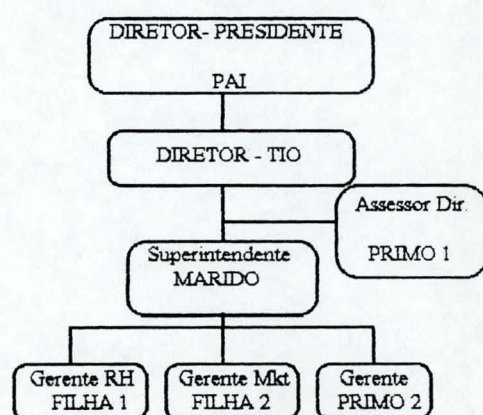 DIRETOR- PRESIDENTE
PAI
DIRETOR - TIO
Assessor Dir.
PRIMO 1
Superintendente
MARIDO
Gerente RH
FILHA 1
Gerente Mkt
FILHA 2
Gerente
PRIMO 2